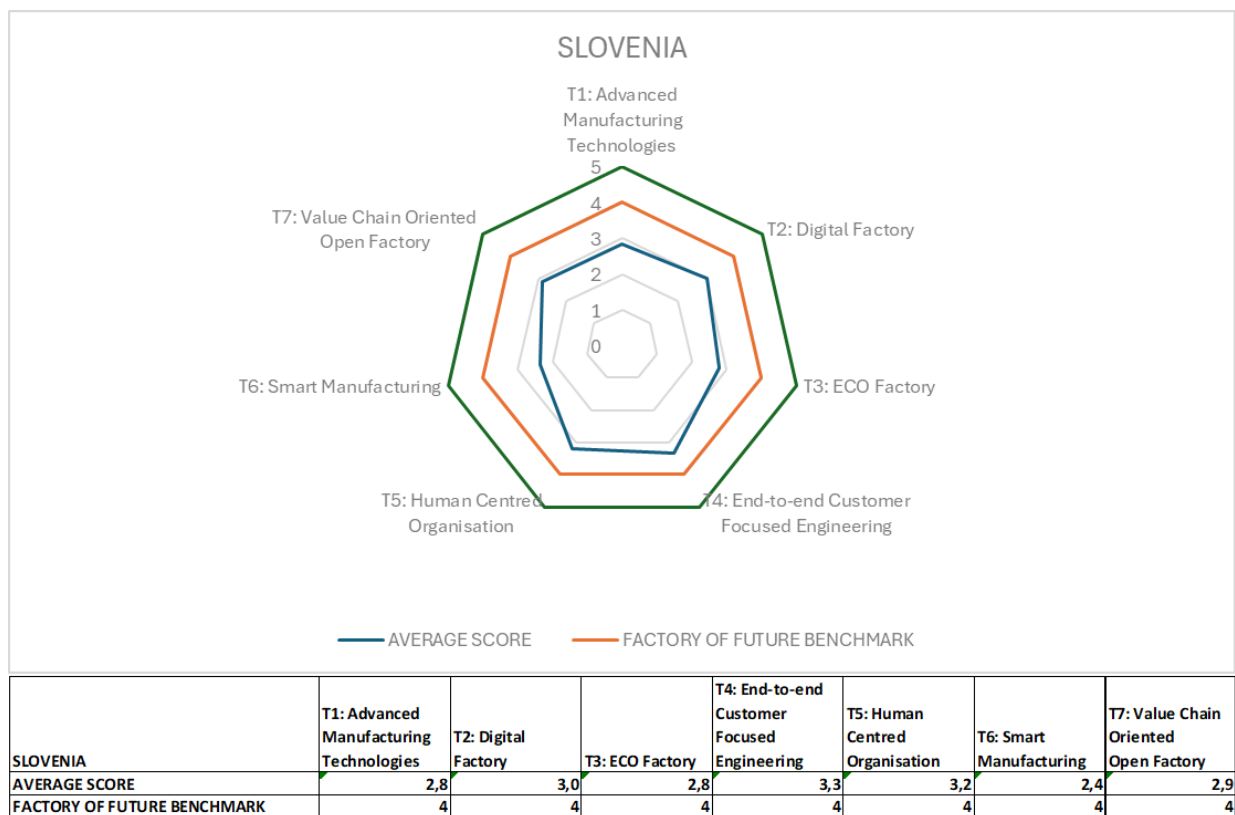 SLOVENIA
T1: Advanced
Manufacturing
Technologies
5
4
3
2
1
0
T2: Digital Factory
T3: ECO Factory
T4: End-to-end Customer
Focused Engineering
T5: Human Centred
Organisation
T6: Smart Manufacturing
T7: Value Chain Oriented
Open Factory
AVERAGE SCORE
FACTORY OF FUTURE BENCHMARK
SLOVENIA
T1: Advanced
Manufacturing
Technologies
T2: Digital
Factory
T3: ECO Factory
T4: End-to-end
Customer
Focused
Engineering
T5: Human
Centred
Organisation
T6: Smart
Manufacturing
T7: Value Chain
Oriented
Open Factory
AVERAGE SCORE 2,8 3,0 2,8 3,3 3,2 2,4 2,9
FACTORY OF FUTURE BENCHMARK 4 4 4 4 4 4 4